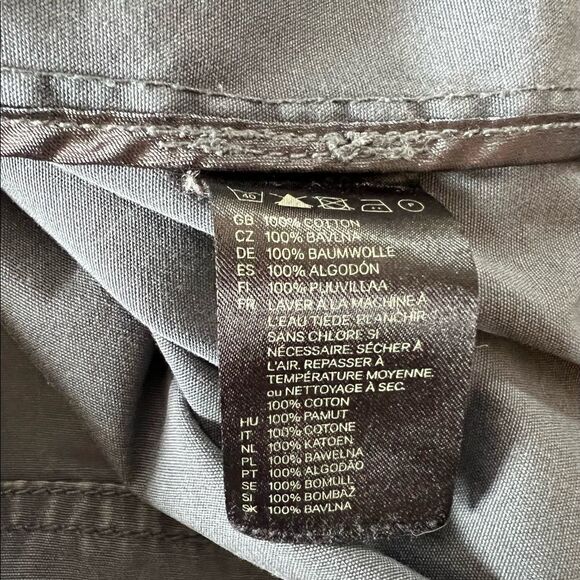 40 P
GB 100% COTTON
CZ 100% BAVLNA
DE 100% BAUMWOLLE
ES 100% ALGODÓN
FI 100% PUUVILLAA
FR LAVER À LA MACHINE À
L'EAU TIÈDE. BLANCHIR
SANS CHLORE SI
NÉCESSAIRE. SÉCHER À
L'AIR. REPASSER À
TEMPÉRATURE MOYENNE.
ou NETTOYAGE À SEC.
100% COTON
HU 100% PAMUT
IT 100% COTONE
NL 100% KATOEN
PL 100% BAWEŁNA
PT 100% ALGODÃO
SE 100% BOMULL
SI 100% BOMBAŽ
SK 100% BAVLNA